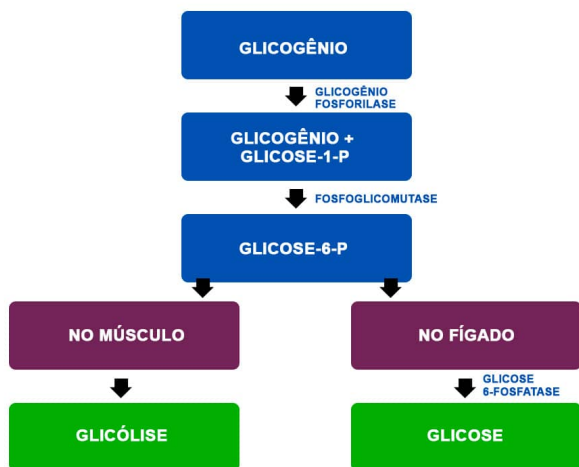 GLICOGÊNIO
GLICOGÊNIO
FOSFORILASE
GLICOGÊNIO +
GLICOSE-1-P
FOSFOGLICOMUTASE
GLICOSE-6-P
NO MÚSCULO
NO FÍGADO
GLICOSE
6-FOSFATASE
GLICÓLISE
GLICOSE